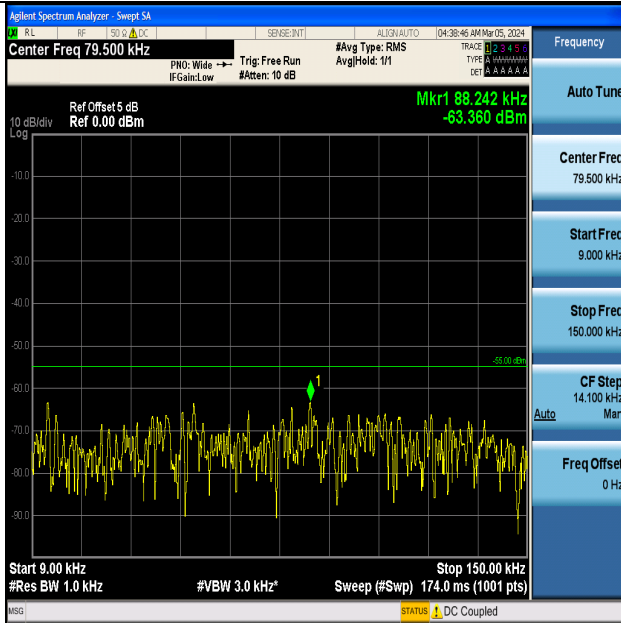 Agilent Spectrum Analyzer - Swept SA
RL RF 50 Ω DC SENSE:INT ALIGN AUTO 04:38:46 AM Mar 05, 2024
Center Freq 79.500 kHz
PNO: Wide
IFGain:Low
Trig: Free Run
#Atten: 10 dB
#Avg Type: RMS
Avg|Hold: 1/1
TRACE 1 2 3 4 5 6
TYPE A
DET A A A A A A
Frequency
Auto Tune
Center Freq
79.500 kHz
Start Freq
9.000 kHz
Stop Freq
150.000 kHz
CF Step
14.100 kHz
Auto Man
Freq Offset
0 Hz
Mkr1 88.242 kHz
-63.360 dBm
Ref Offset 5 dB
10 dB/div Ref 0.00 dBm
Log
-10.0
-20.0
-30.0
-40.0
-50.0
-55.00 dBm
1
-60.0
-70.0
-80.0
-90.0
Start 9.00 kHz Stop 150.00 kHz
#Res BW 1.0 kHz #VBW 3.0 kHz* Sweep (#Swp) 174.0 ms (1001 pts)
MSG STATUS DC Coupled